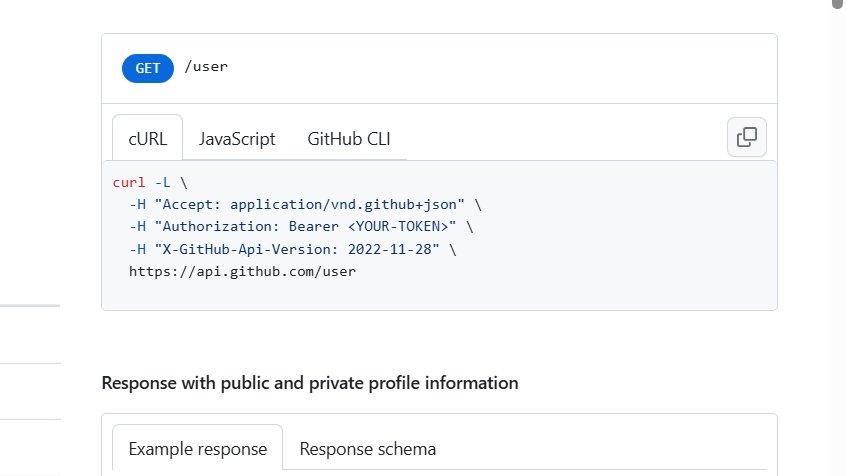 GET /user
cURL JavaScript GitHub CLI
curl -L \
-H "Accept: application/vnd.github+json" \
-H "Authorization: Bearer <YOUR-TOKEN>" \
-H "X-GitHub-Api-Version: 2022-11-28" \
https://api.github.com/user
Response with public and private profile information
Example response Response schema